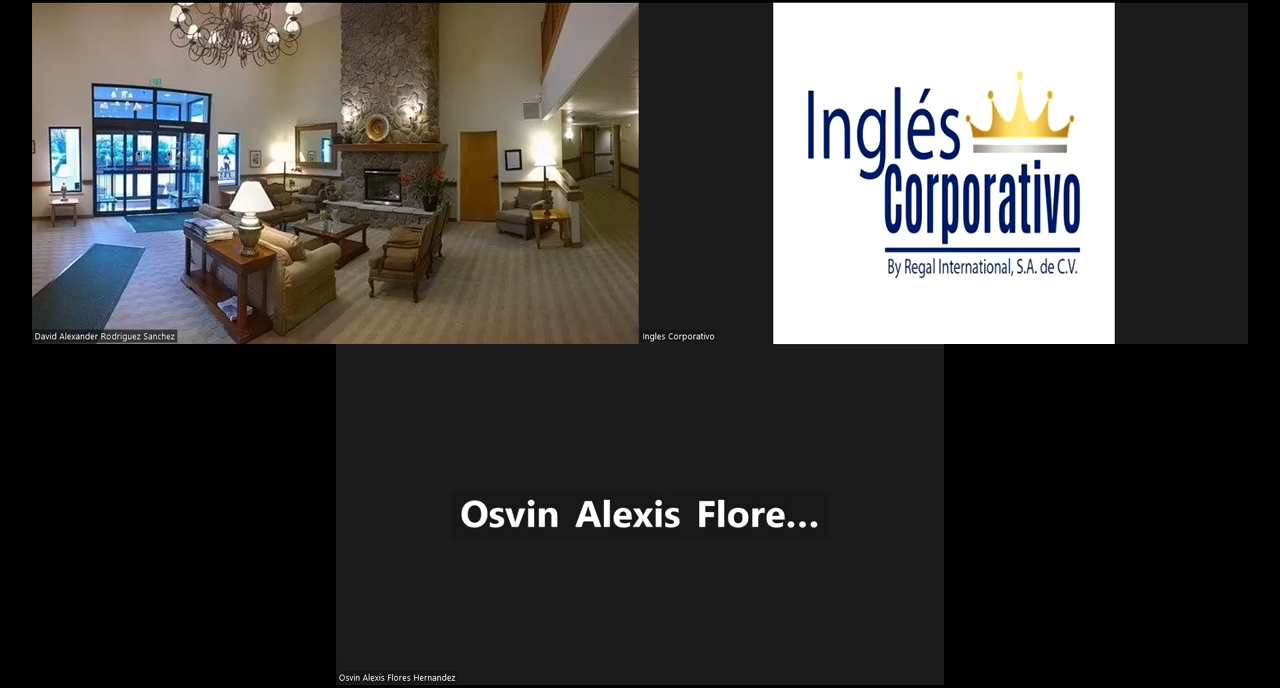 Inglés
Corporativo
By Regal International, S.A. de C.V.
David Alexander Rodriguez Sanchez
Ingles Corporativo
Osvin Alexis Flore...
Osvin Alexis Flores Hernandez